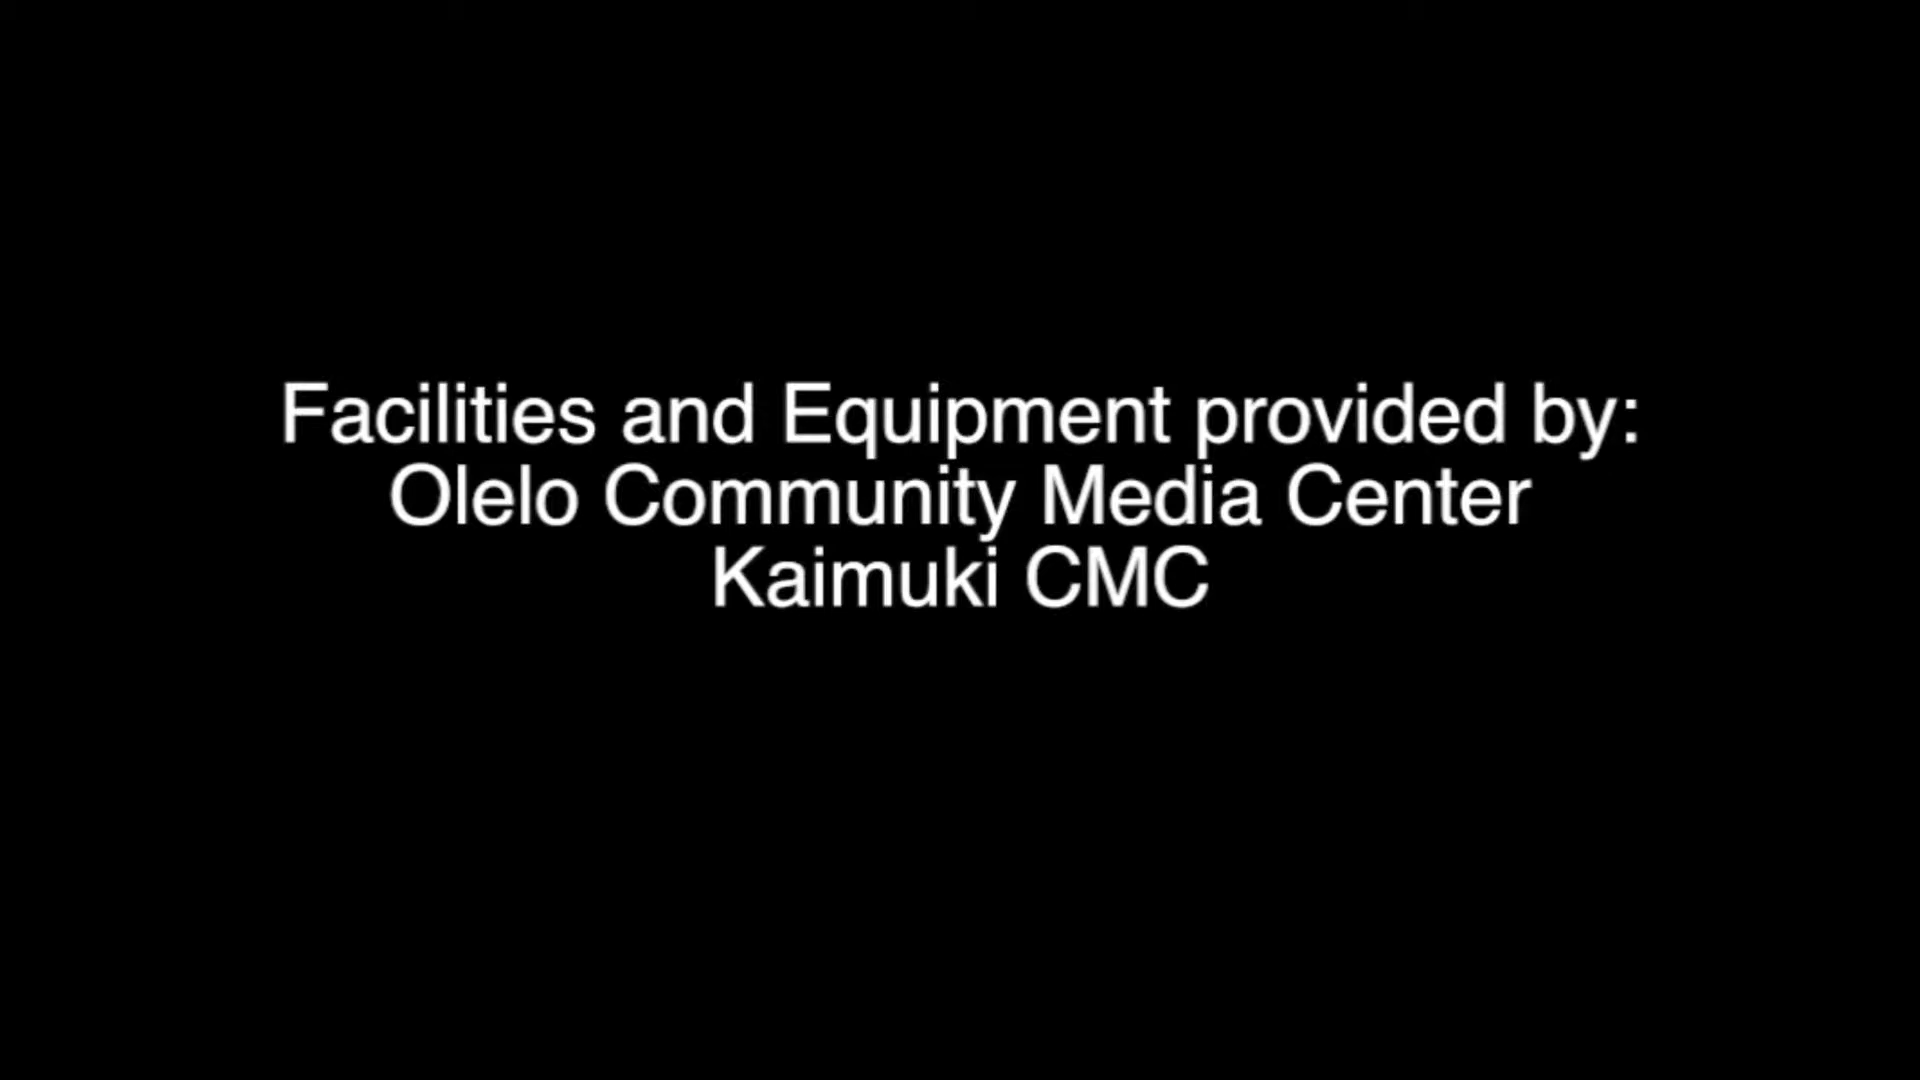 Facilities and Equipment provided by:
Olelo Community Media Center
Kaimuki CMC